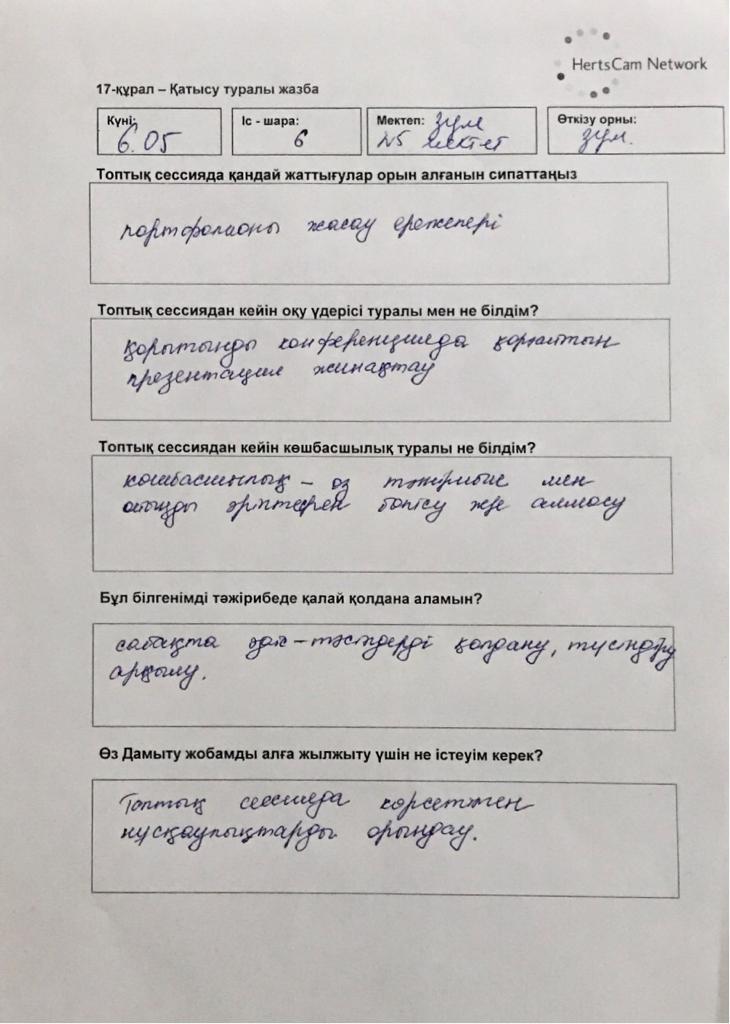 HertsCam Network
17-құрал – Қатысу туралы жазба
Күні: 6.05
Іс - шара: 6
Мектеп: зум
№5 мектеп
Өткізу орны: зум.
Топтық сессияда қандай жаттығулар орын алғанын сипаттаңыз
портфолионы жасау ережелері
Топтық сессиядан кейін оқу үдерісі туралы мен не білдім?
қорытынды конференцияда қорғайтын
презентация жинақтау
Топтық сессиядан кейін көшбасшылық туралы не білдім?
көшбасшылық – өз тәжірибие мен
ойыңды әріптеспен бөлісу және алмасу
Бұл білгенімді тәжірибеде қалай қолдана аламын?
сабақта әдіс – тәсілдерді қолдану, түсіндіру
арқылы.
Өз Дамыту жобамды алға жылжыту үшін не істеуім керек?
Топтық сессияда көрсетілген
нұсқаулықтарды орындау.